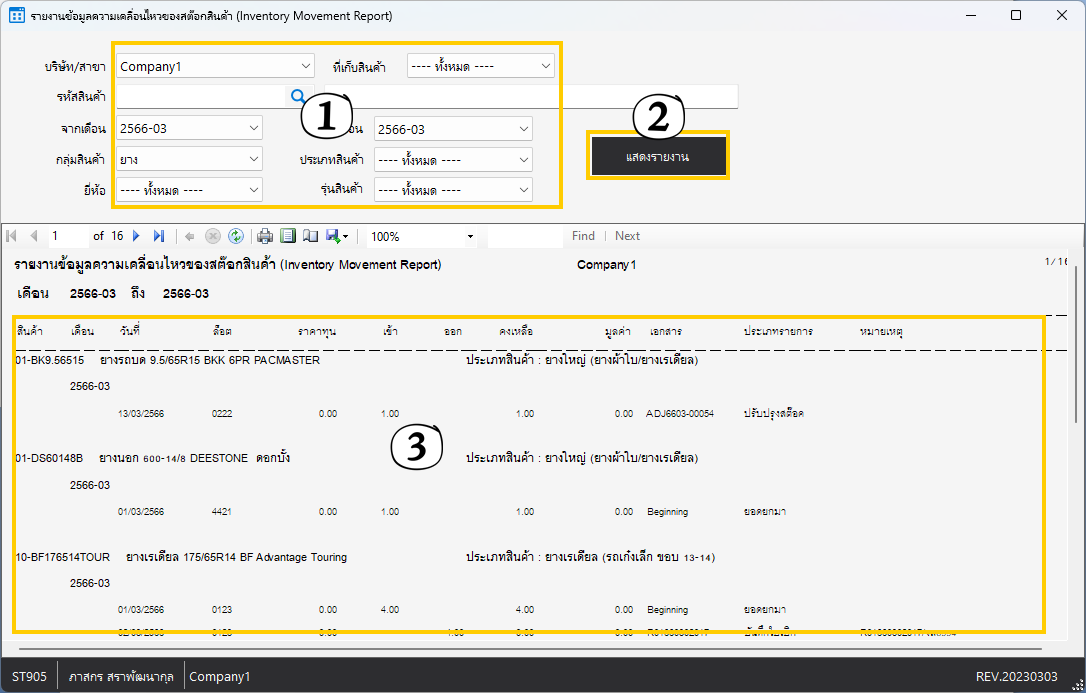 รายงานข้อมูลความเคลื่อนไหวของสต๊อกสินค้า (Inventory Movement Report)
บริษัท/สาขา Company1 ที่เก็บสินค้า ---- ทั้งหมด ----
รหัสสินค้า
1
2
จากเดือน 2566-03 2566-03
แสดงรายงาน
กลุ่มสินค้า ยาง ประเภทสินค้า ---- ทั้งหมด ----
ยี่ห้อ ---- ทั้งหมด ---- รุ่นสินค้า ---- ทั้งหมด ----
1 of 16 100% Find | Next
รายงานข้อมูลความเคลื่อนไหวของสต๊อกสินค้า (Inventory Movement Report) Company1 1/16
เดือน 2566-03 ถึง 2566-03
สินค้า เดือน วันที่ ล๊อต ราคาทุน เข้า ออก คงเหลือ มูลค่า เอกสาร ประเภทรายการ หมายเหตุ
01-BK9.56515 ยางรถบด 9.5/65R15 BKK 6PR PACMASTER ประเภทสินค้า : ยางใหญ่ (ยางผ้าใบ/ยางเรเดียล)
2566-03
13/03/2566 0222 0.00 1.00 1.00 0.00 ADJ6603-00054 ปรับปรุงสต๊อค
3
01-DS60148B ยางนอก 600-14/8 DEESTONE ดอกบั้ง ประเภทสินค้า : ยางใหญ่ (ยางผ้าใบ/ยางเรเดียล)
2566-03
01/03/2566 4421 0.00 1.00 1.00 0.00 Beginning ยอดยกมา
10-BF176514TOUR ยางเรเดียล 175/65R14 BF Advantage Touring ประเภทสินค้า : ยางเรเดียล (รถเก๋งเล็ก ขอบ 13-14)
2566-03
01/03/2566 0123 0.00 4.00 4.00 0.00 Beginning ยอดยกมา
ST905 ภาสกร สราพัฒนากุล Company1 REV.20230303